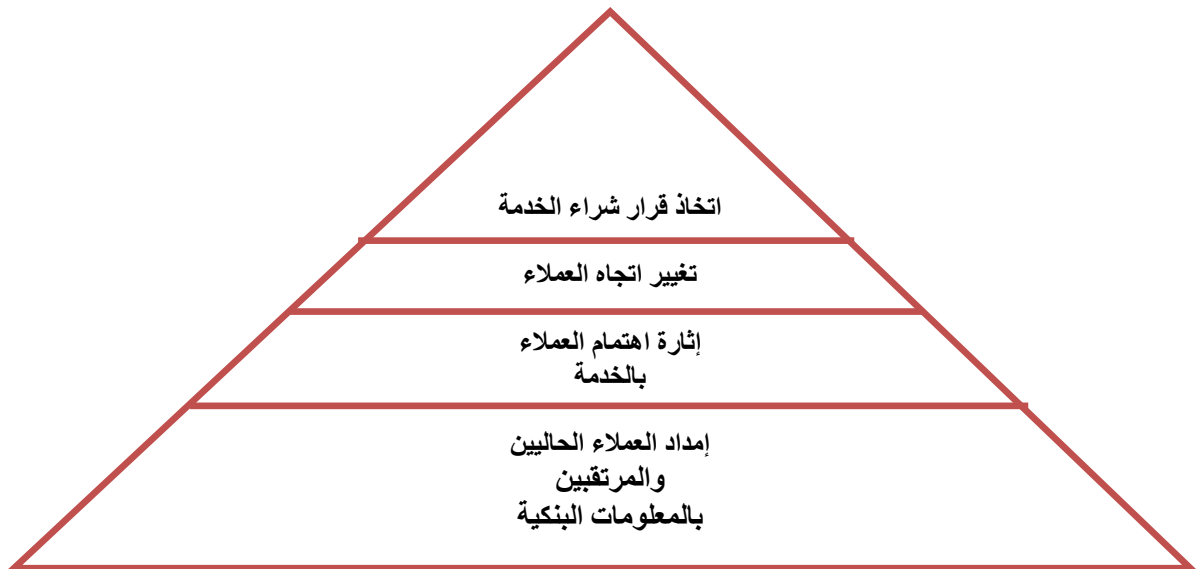 اتخاذ قرار شراء الخدمة
تغيير اتجاه العملاء
إثارة اهتمام العملاء
بالخدمة
إمداد العملاء الحاليين
والمرتقبين
بالمعلومات البنكية